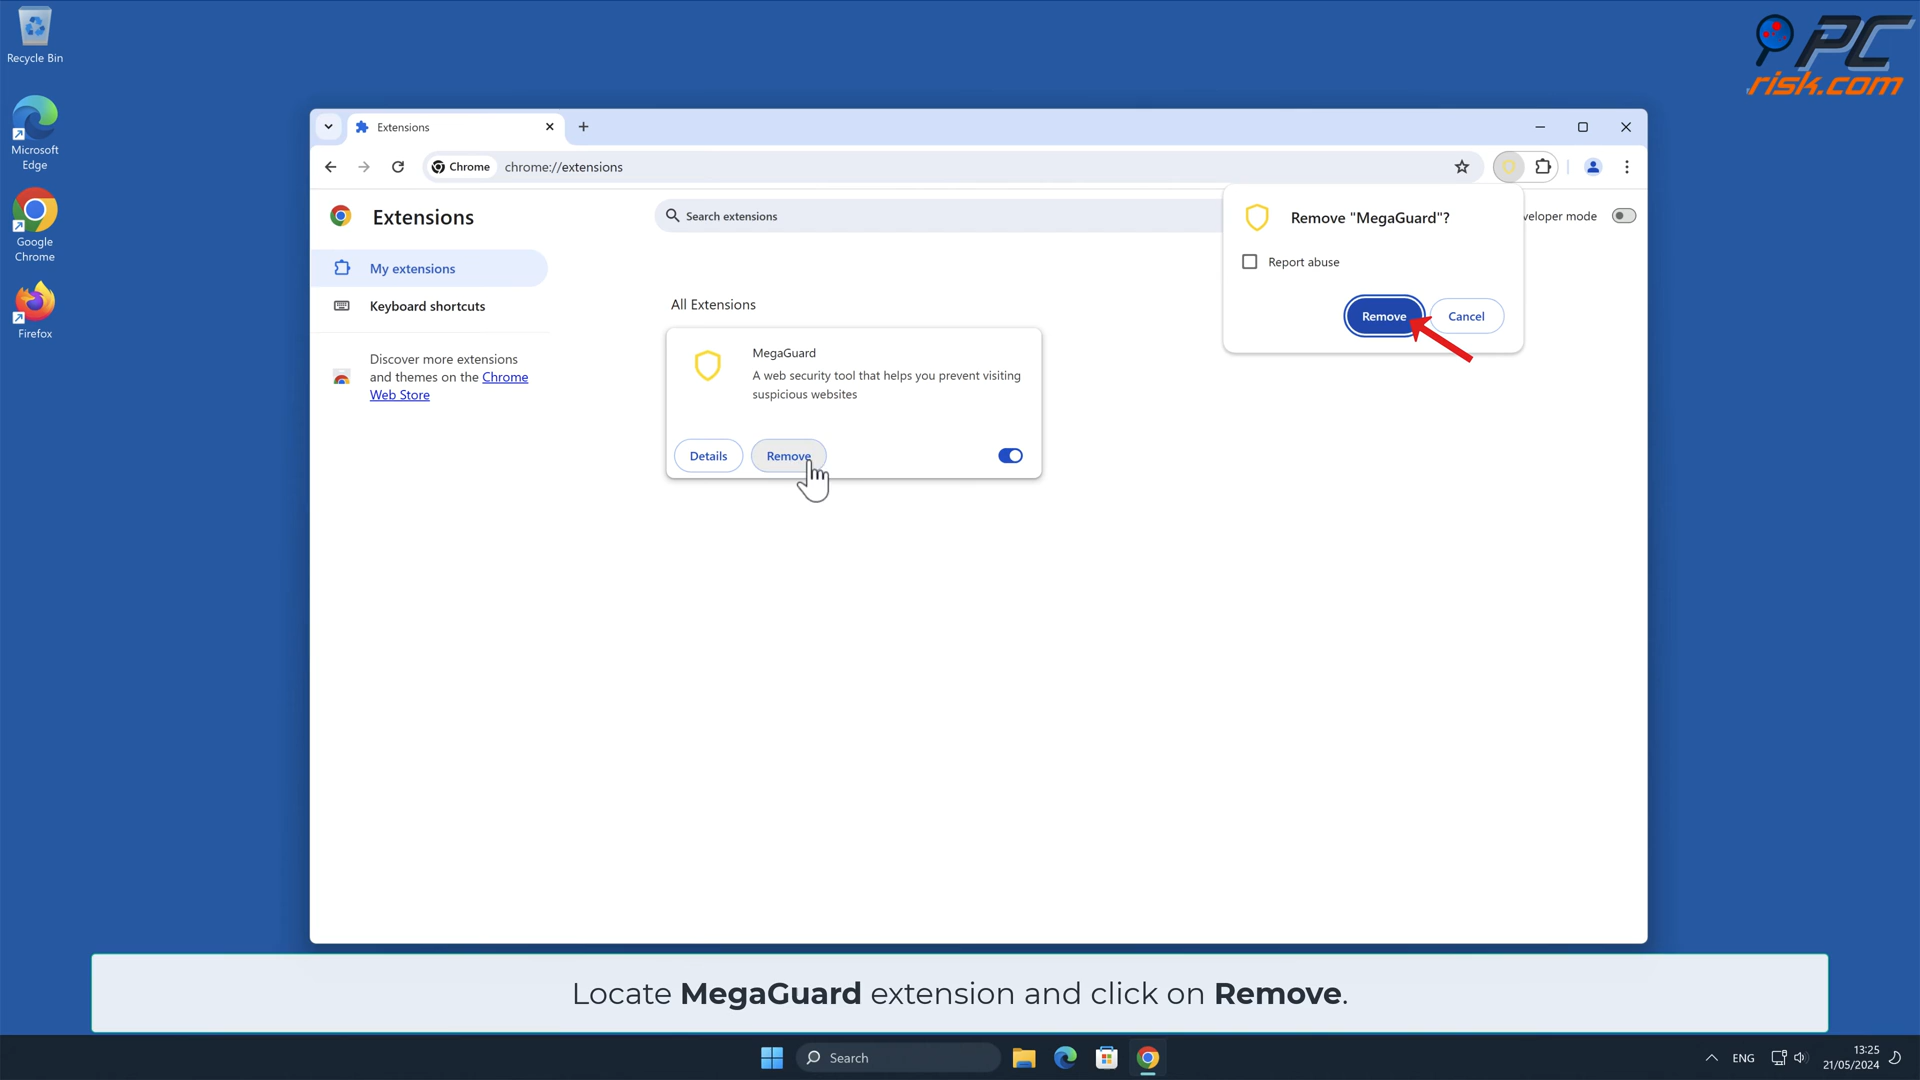 Recycle Bin
Microsoft
Edge
Google
Chrome
Firefox
PC
risk.com
Extensions
Chrome
chrome://extensions
Extensions
Search extensions
veloper mode
My extensions
Keyboard shortcuts
Discover more extensions
and themes on the Chrome
Web Store
All Extensions
MegaGuard
A web security tool that helps you prevent visiting
suspicious websites
Details
Remove
Remove "MegaGuard"?
Report abuse
Remove
Cancel
Locate MegaGuard extension and click on Remove.
Search
ENG
13:25
21/05/2024